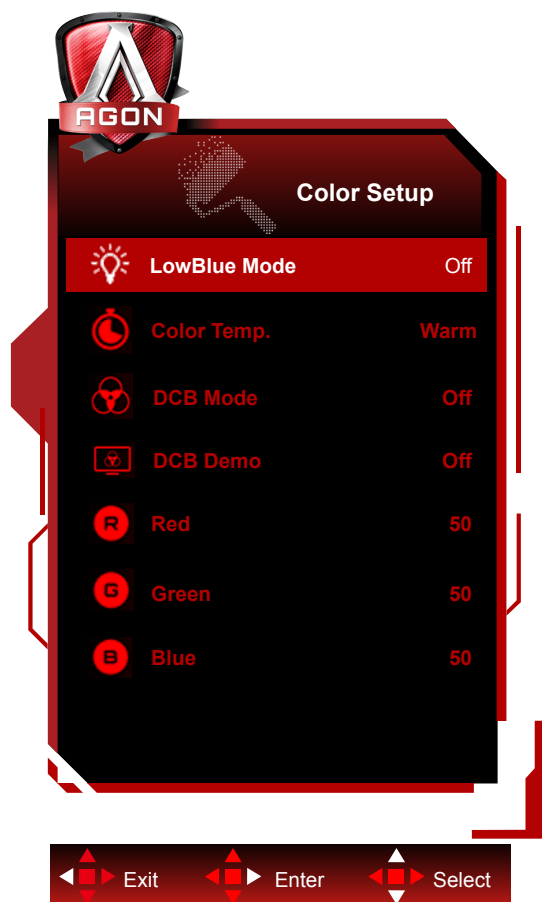 AGON
Color Setup
LowBlue Mode Off
Color Temp. Warm
DCB Mode Off
DCB Demo Off
R Red 50
G Green 50
B Blue 50
Exit Enter Select